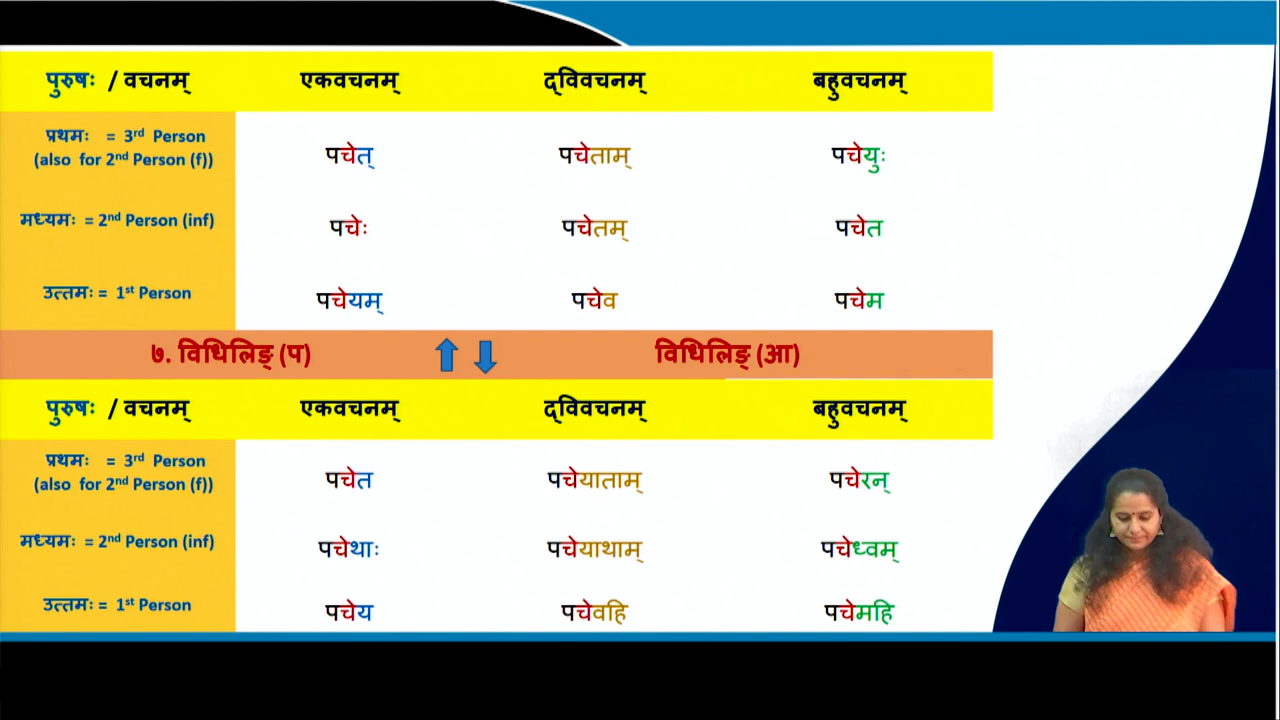 पुरुषः / वचनम् एकवचनम् द्विवचनम् बहुवचनम्
प्रथमः = 3rd Person
(also for 2nd Person (f)) पचेत् पचेताम् पचेयुः
मध्यमः = 2nd Person (inf) पचेः पचेतम् पचेत
उत्तमः = 1st Person पचेयम् पचेव पचेम
७. विधिलिङ् (प) विधिलिङ् (आ)
पुरुषः / वचनम् एकवचनम् द्विवचनम् बहुवचनम्
प्रथमः = 3rd Person
(also for 2nd Person (f)) पचेत पचेयाताम् पचेरन्
मध्यमः = 2nd Person (inf) पचेथाः पचेयाथाम् पचेध्वम्
उत्तमः = 1st Person पचेय पचेवहि पचेमहि